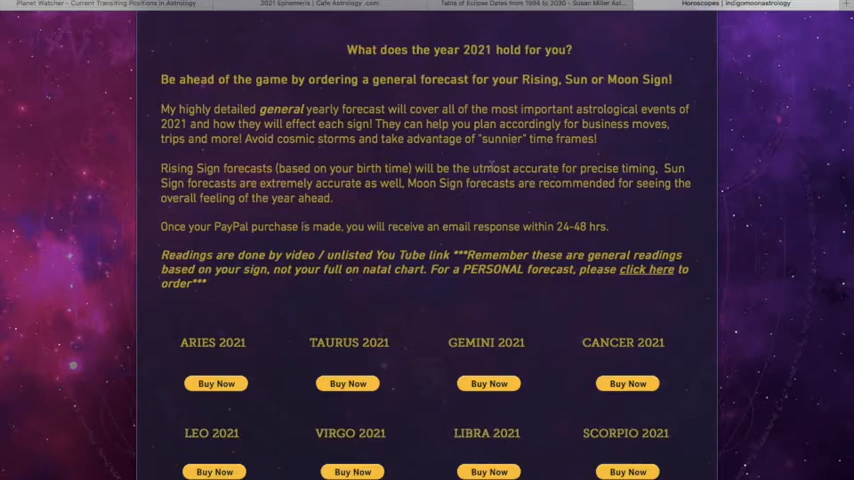 Planet Watcher - Current Transiting Positions in Astrology
2021 Ephemeris | Cafe Astrology .com
Table of Eclipse Dates from 1994 to 2030 - Susan Miller Ast...
Horoscopes | indigomoonastrology
What does the year 2021 hold for you?
Be ahead of the game by ordering a general forecast for your Rising, Sun or Moon Sign!
My highly detailed general yearly forecast will cover all of the most important astrological events of
2021 and how they will effect each sign! They can help you plan accordingly for business moves,
trips and more! Avoid cosmic storms and take advantage of "sunnier" time frames!
Rising Sign forecasts (based on your birth time) will be the utmost accurate for precise timing, Sun
Sign forecasts are extremely accurate as well, Moon Sign forecasts are recommended for seeing the
overall feeling of the year ahead.
Once your PayPal purchase is made, you will receive an email response within 24-48 hrs.
Readings are done by video / unlisted You Tube link ***Remember these are general readings
based on your sign, not your full on natal chart. For a PERSONAL forecast, please click here to
order***
ARIES 2021 TAURUS 2021 GEMINI 2021 CANCER 2021
Buy Now Buy Now Buy Now Buy Now
LEO 2021 VIRGO 2021 LIBRA 2021 SCORPIO 2021
Buy Now Buy Now Buy Now Buy Now